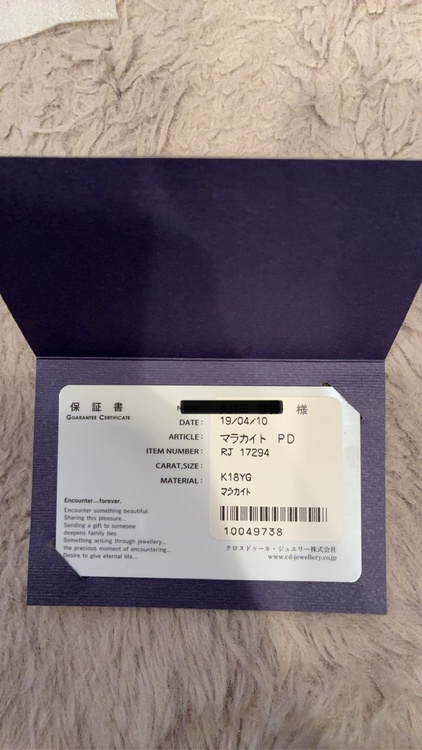 保証書
GUARANTEE CERTIFICATE
N 様
DATE: 19/04/10
ARTICLE: マラカイト PD
ITEM NUMBER: RJ 17294
CARAT,SIZE:
MATERIAL: K18YG
マラカイト
10049738
Encounter...forever.
Encounter something beautiful.
Sharing this pleasure...
Sending a gift to someone
deepens family ties.
Something arising through jewellery...
the precious moment of encountering...
Desire to give eternal life...
クロスドゥール・ジュエリー株式会社
www.cd-jewellery.co.jp